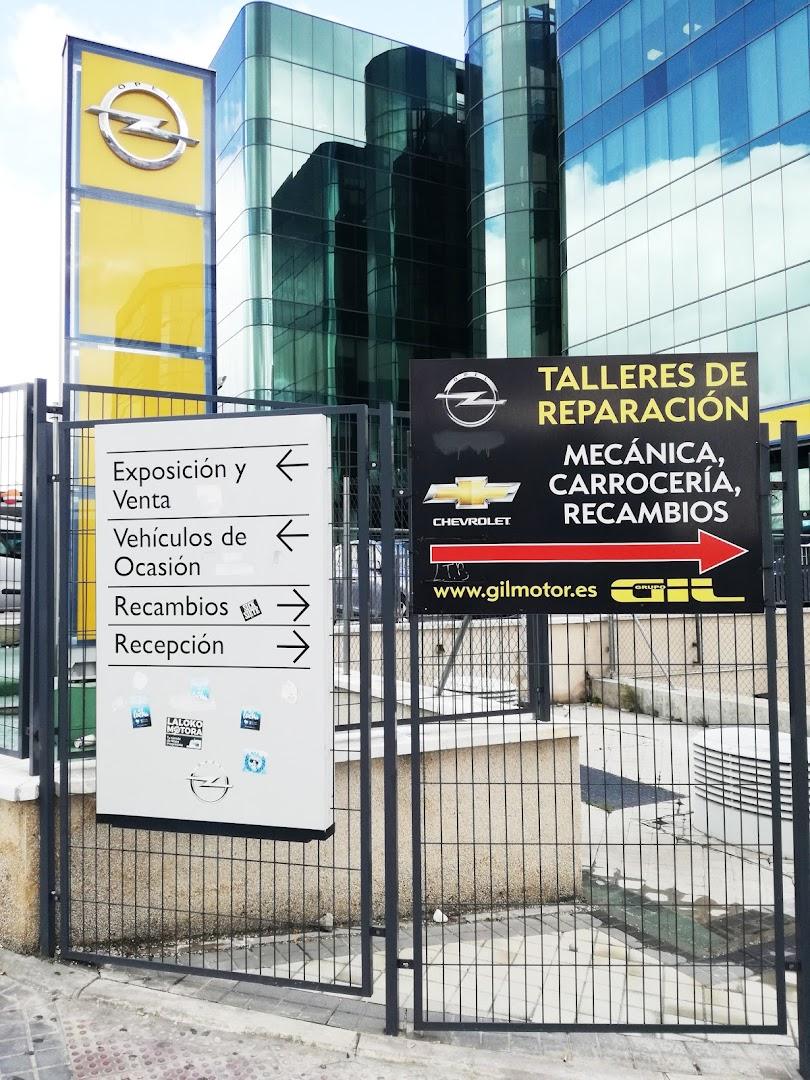 OPEL
Exposición y
Venta
Vehículos de
Ocasión
Recambios
Recepción
LALOKO
MOTORA
TALLERES DE
REPARACIÓN
MECÁNICA,
CARROCERÍA,
RECAMBIOS
CHEVROLET
www.gilmotor.es
GRUPO
GIL